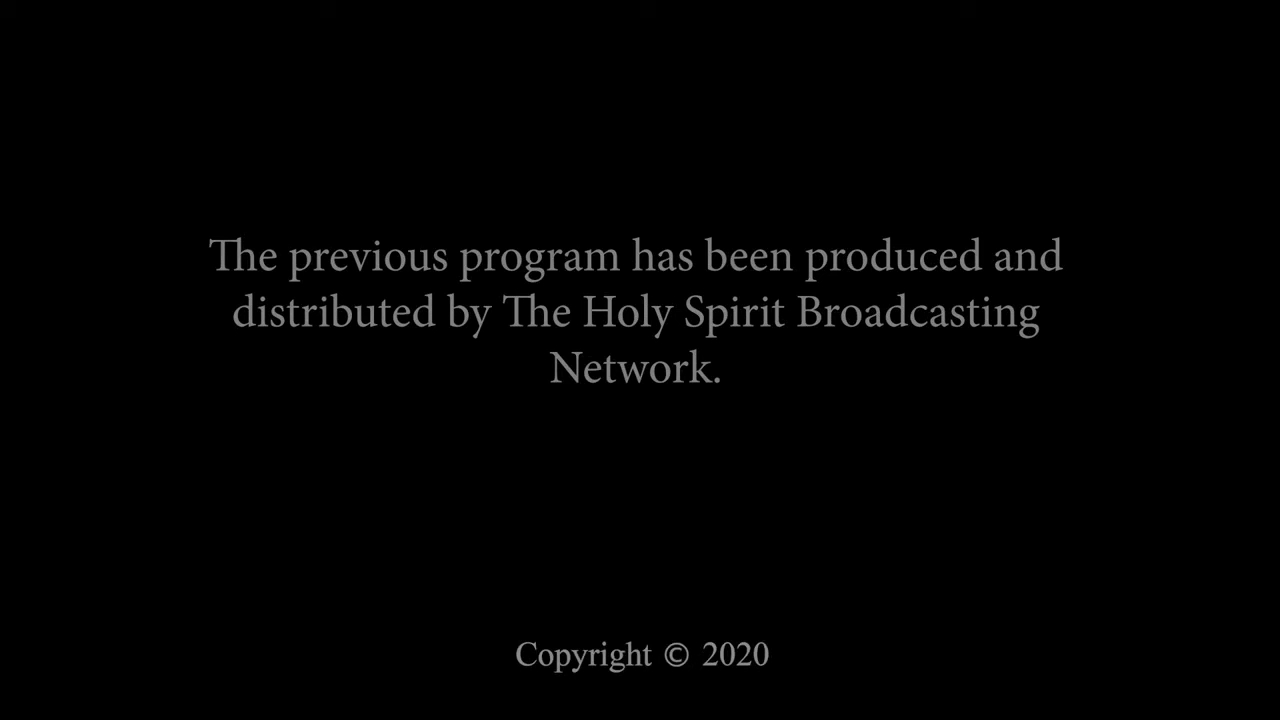 The previous program has been produced and
distributed by The Holy Spirit Broadcasting
Network.
Copyright © 2020